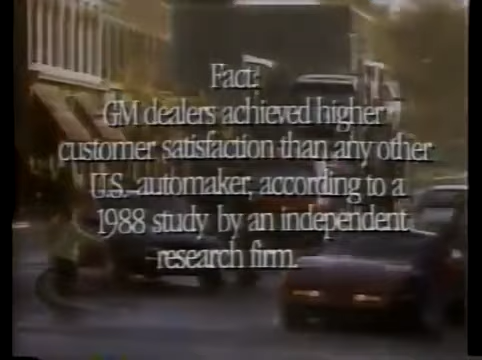 Fact:
GM dealers achieved higher
customer satisfaction than any other
U.S. automaker, according to a
1988 study by an independent
research firm.